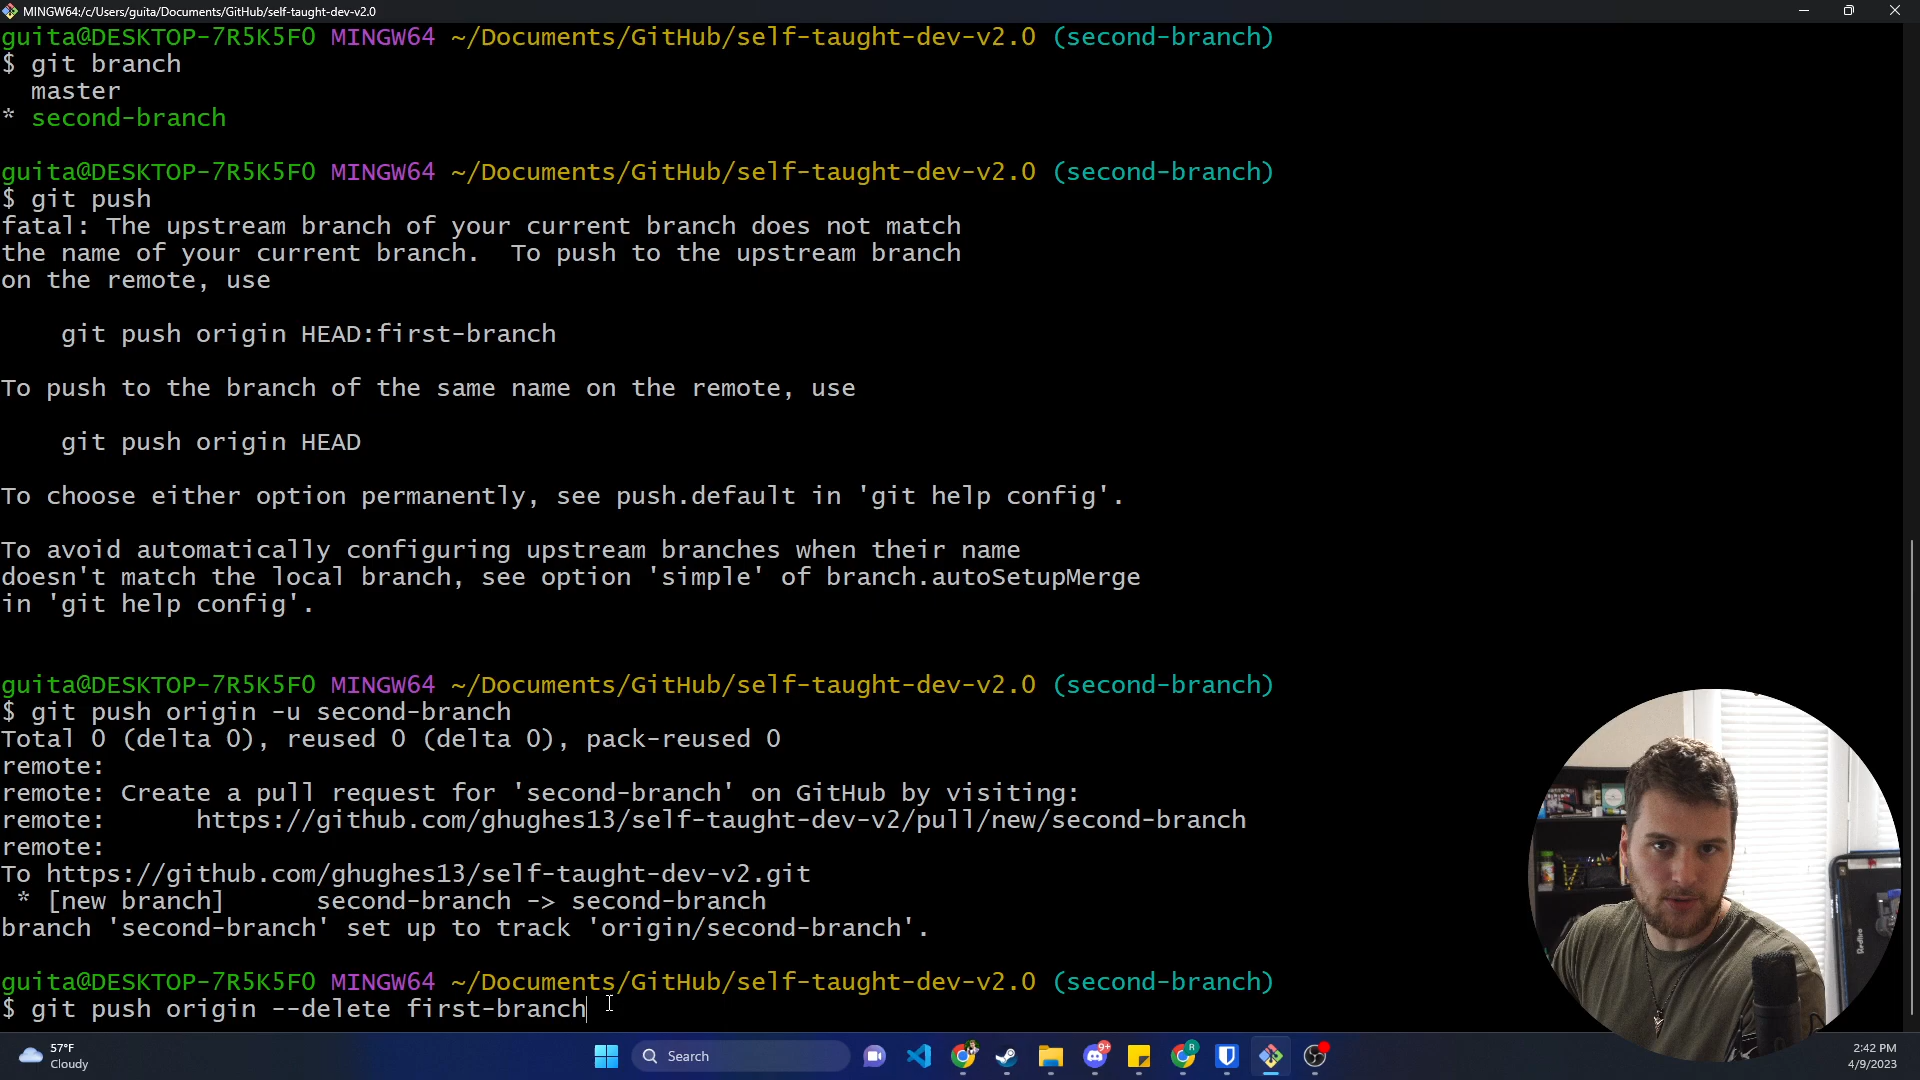 MINGW64:/c/Users/guita/Documents/GitHub/self-taught-dev-v2.0
guita@DESKTOP-7R5K5FO MINGW64 ~/Documents/GitHub/self-taught-dev-v2.0 (second-branch)
$ git branch
  master
* second-branch
guita@DESKTOP-7R5K5FO MINGW64 ~/Documents/GitHub/self-taught-dev-v2.0 (second-branch)
$ git push
fatal: The upstream branch of your current branch does not match
the name of your current branch.  To push to the upstream branch
on the remote, use
    git push origin HEAD:first-branch
To push to the branch of the same name on the remote, use
    git push origin HEAD
To choose either option permanently, see push.default in 'git help config'.
To avoid automatically configuring upstream branches when their name
doesn't match the local branch, see option 'simple' of branch.autoSetupMerge
in 'git help config'.
guita@DESKTOP-7R5K5FO MINGW64 ~/Documents/GitHub/self-taught-dev-v2.0 (second-branch)
$ git push origin -u second-branch
Total 0 (delta 0), reused 0 (delta 0), pack-reused 0
remote:
remote: Create a pull request for 'second-branch' on GitHub by visiting:
remote:      https://github.com/ghughes13/self-taught-dev-v2/pull/new/second-branch
remote:
To https://github.com/ghughes13/self-taught-dev-v2.git
 * [new branch]      second-branch -> second-branch
branch 'second-branch' set up to track 'origin/second-branch'.
guita@DESKTOP-7R5K5FO MINGW64 ~/Documents/GitHub/self-taught-dev-v2.0 (second-branch)
$ git push origin --delete first-branch
57°F
Cloudy
Search
9+
R
2:42 PM
4/9/2023